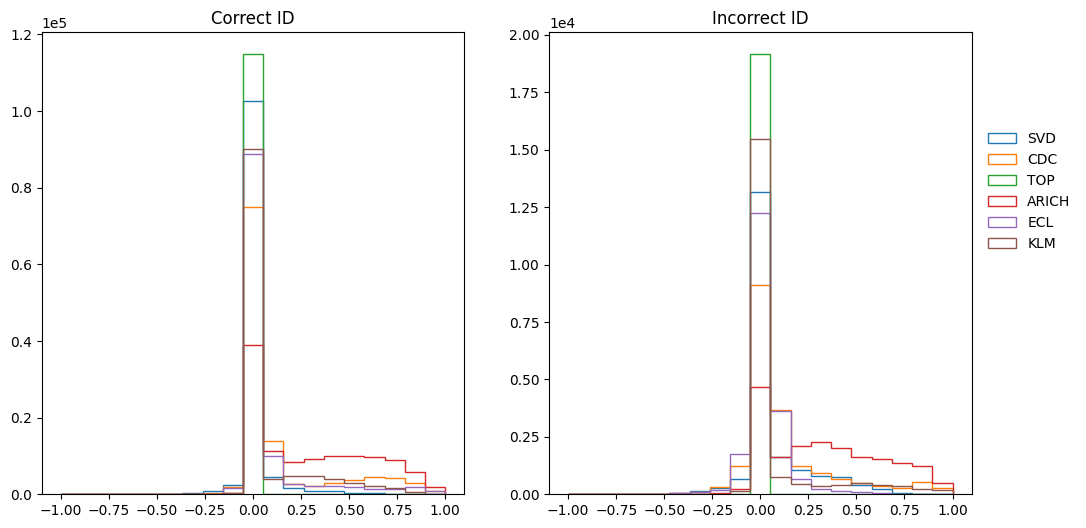 Correct ID
1e5
1.2
1.0
0.8
0.6
0.4
0.2
0.0
−1.00 −0.75 −0.50 −0.25 0.00 0.25 0.50 0.75 1.00
Incorrect ID
1e4
2.00
1.75
1.50
1.25
1.00
0.75
0.50
0.25
0.00
−1.00 −0.75 −0.50 −0.25 0.00 0.25 0.50 0.75 1.00
SVD
CDC
TOP
ARICH
ECL
KLM